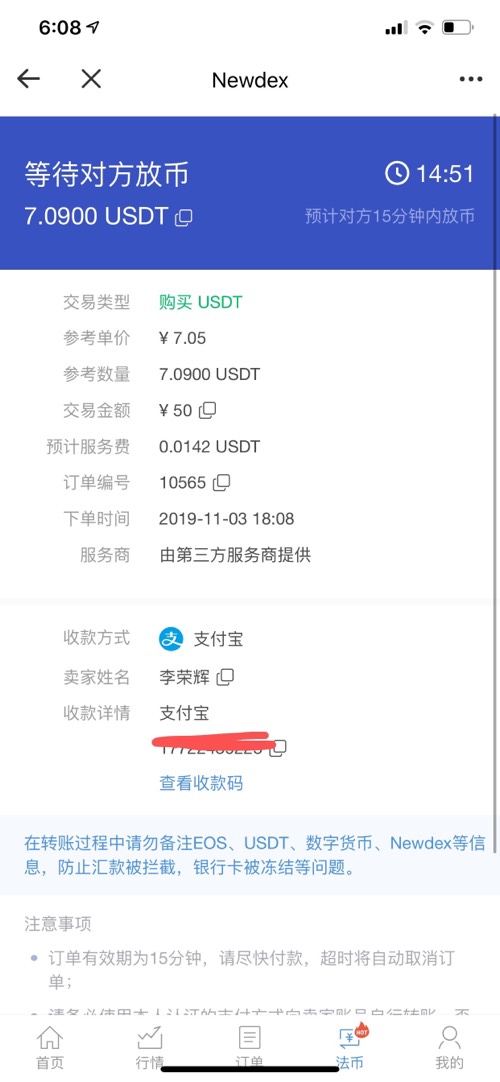 6:08
Newdex
等待对方放币
14:51
7.0900 USDT
预计对方15分钟内放币
交易类型 购买 USDT
参考单价 ¥ 7.05
参考数量 7.0900 USDT
交易金额 ¥ 50
预计服务费 0.0142 USDT
订单编号 10565
下单时间 2019-11-03 18:08
服务商 由第三方服务商提供
收款方式 支 支付宝
卖家姓名 李荣辉
收款详情 支付宝
查看收款码
在转账过程中请勿备注EOS、USDT、数字货币、Newdex等信
息，防止汇款被拦截，银行卡被冻结等问题。
注意事项
订单有效期为15分钟，请尽快付款，超时将自动取消订
单；
HOT
首页 行情 订单 法币 我的